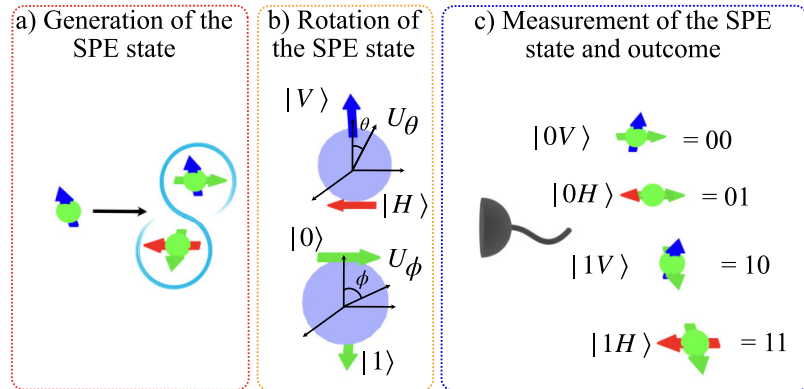 a) Generation of the
SPE state
b) Rotation of
the SPE state
|V⟩
θ
U_θ
|H⟩
|0⟩
U_ϕ
ϕ
|1⟩
c) Measurement of the SPE
state and outcome
|0V⟩ = 00
|0H⟩ = 01
|1V⟩ = 10
|1H⟩ = 11